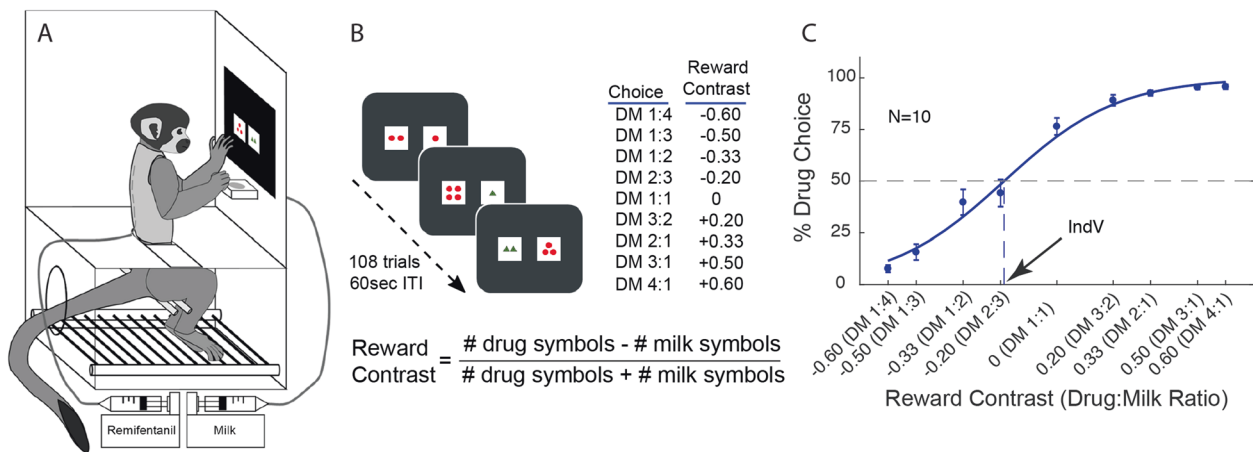 A
Remifentanil
Milk
B
108 trials
60sec ITI
Choice Reward Contrast
DM 1:4 -0.60
DM 1:3 -0.50
DM 1:2 -0.33
DM 2:3 -0.20
DM 1:1 0
DM 3:2 +0.20
DM 2:1 +0.33
DM 3:1 +0.50
DM 4:1 +0.60
Reward Contrast = # drug symbols - # milk symbols
# drug symbols + # milk symbols
C
% Drug Choice
100
75
50
25
0
N=10
IndV
-0.60 (DM 1:4)
-0.50 (DM 1:3)
-0.33 (DM 1:2)
-0.20 (DM 2:3)
0 (DM 1:1)
0.20 (DM 3:2)
0.33 (DM 2:1)
0.50 (DM 3:1)
0.60 (DM 4:1)
Reward Contrast (Drug:Milk Ratio)